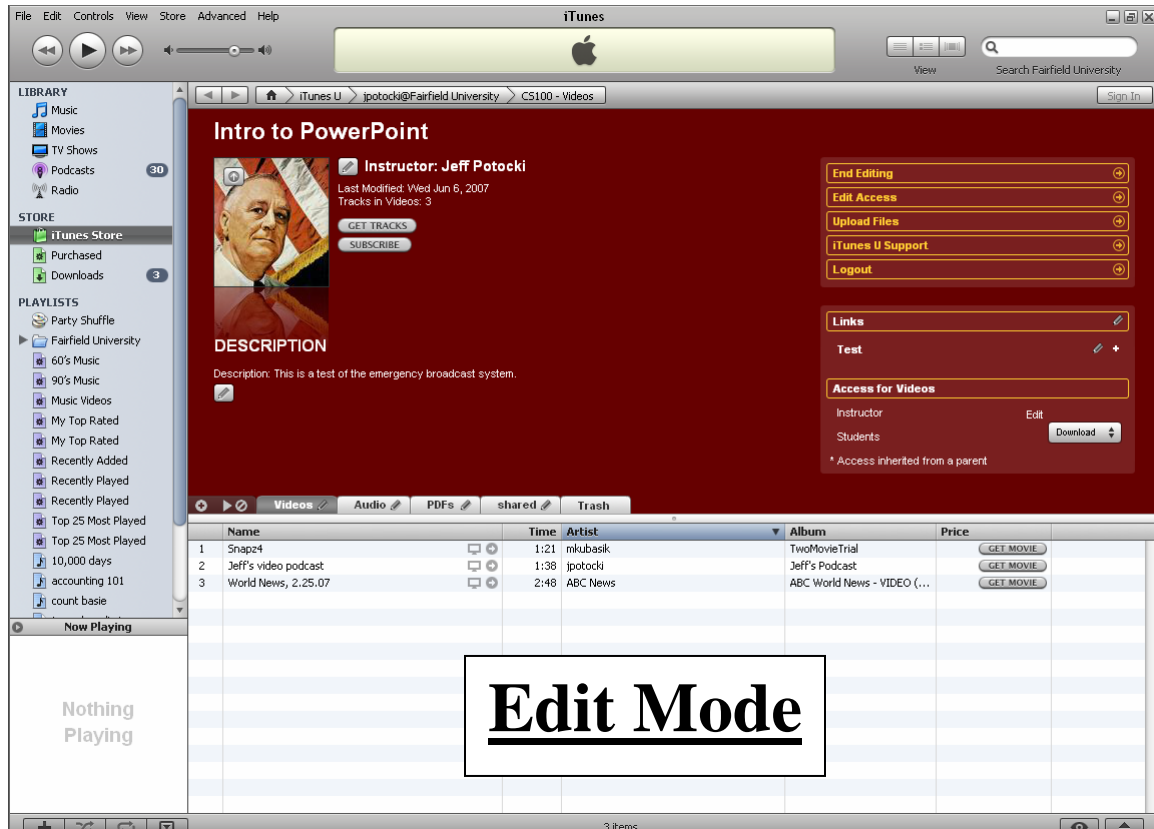 File Edit Controls View Store Advanced Help
iTunes
View
Search Fairfield University
LIBRARY
Music
Movies
TV Shows
Podcasts 30
Radio
STORE
iTunes Store
Purchased
Downloads 3
PLAYLISTS
Party Shuffle
Fairfield University
60's Music
90's Music
Music Videos
My Top Rated
My Top Rated
Recently Added
Recently Played
Recently Played
Top 25 Most Played
Top 25 Most Played
10,000 days
accounting 101
count basie
Now Playing
Nothing
Playing
iTunes U jpotocki@Fairfield University CS100 - Videos Sign In
Intro to PowerPoint
Instructor: Jeff Potocki
Last Modified: Wed Jun 6, 2007
Tracks in Videos: 3
GET TRACKS
SUBSCRIBE
DESCRIPTION
Description: This is a test of the emergency broadcast system.
End Editing
Edit Access
Upload Files
iTunes U Support
Logout
Links
Test
Access for Videos
Instructor Edit
Students Download
* Access inherited from a parent
Videos Audio PDFs shared Trash
Name Time Artist Album Price
1 Snapz4 1:21 mkubasik TwoMovieTrial GET MOVIE
2 Jeff's video podcast 1:38 jpotocki Jeff's Podcast GET MOVIE
3 World News, 2.25.07 2:48 ABC News ABC World News - VIDEO (... GET MOVIE
Edit Mode
3 items